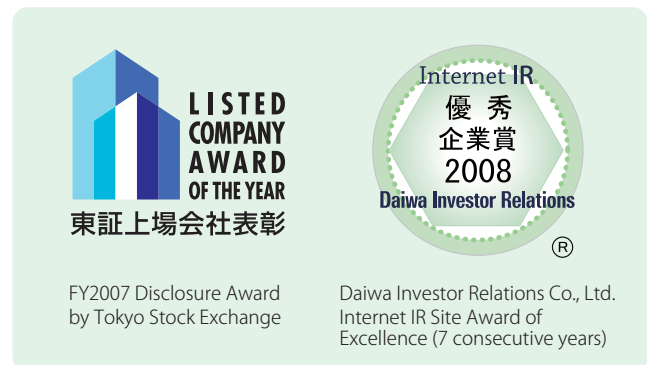 LISTED
COMPANY
AWARD
OF THE YEAR
東証上場会社表彰
FY2007 Disclosure Award
by Tokyo Stock Exchange
Internet IR
優秀
企業賞
2008
Daiwa Investor Relations
®
Daiwa Investor Relations Co., Ltd.
Internet IR Site Award of
Excellence (7 consecutive years)